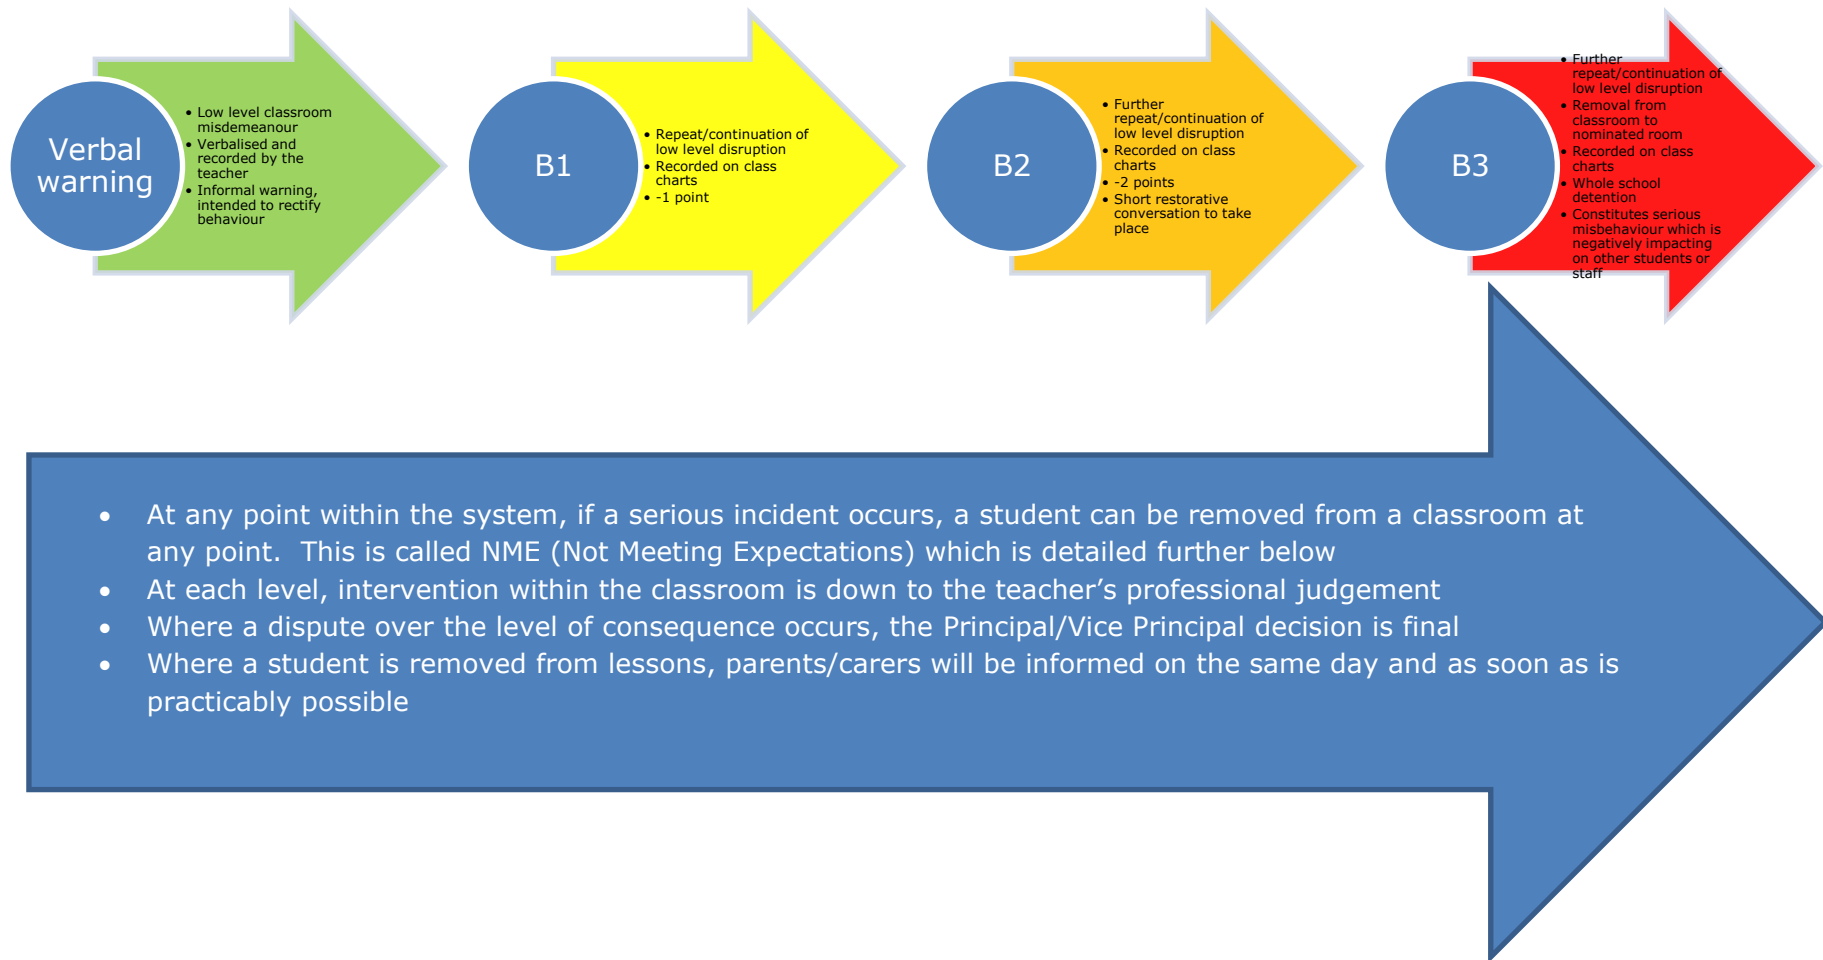 Verbal
warning
• Low level classroom
misdemeanour
• Verbalised and
recorded by the
teacher
• Informal warning,
intended to rectify
behaviour
B1
• Repeat/continuation of
low level disruption
• Recorded on class
charts
• -1 point
B2
• Further
repeat/continuation of
low level disruption
• Recorded on class
charts
• -2 points
• Short restorative
conversation to take
place
B3
• Further
repeat/continuation of
low level disruption
• Removal from
classroom to
nominated room
• Recorded on class
charts
• Whole school
detention
• Constitutes serious
misbehaviour which is
negatively impacting
on other students or
staff
• At any point within the system, if a serious incident occurs, a student can be removed from a classroom at
any point.  This is called NME (Not Meeting Expectations) which is detailed further below
• At each level, intervention within the classroom is down to the teacher’s professional judgement
• Where a dispute over the level of consequence occurs, the Principal/Vice Principal decision is final
• Where a student is removed from lessons, parents/carers will be informed on the same day and as soon as is
practicably possible